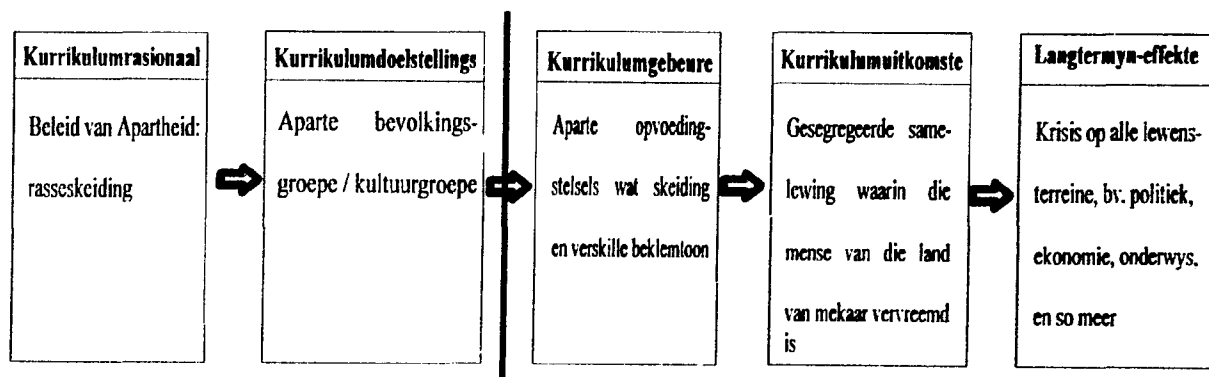 Kurrikulumrasionaal
Beleid van Apartheid:
rasseskeiding
Kurrikulumdoelstellings
Aparte bevolkings-
groepe / kultuurgroepe
Kurrikulumgebeure
Aparte opvoeding-
stelsels wat skeiding
en verskille beklemtoon
Kurrikulumuitkomste
Gesegregeerde same-
lewing waarin die
mense van die land
van mekaar vervreemd
is
Langtermyn-effekte
Krisis op alle lewens-
terreine, bv. politiek,
ekonomie, onderwys.
en so meer